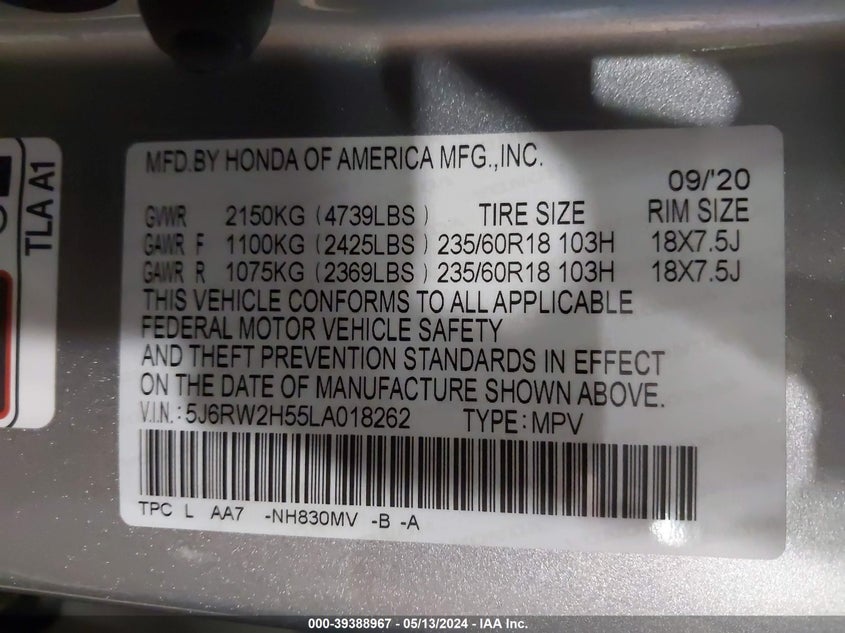 TLA A1
MFD.BY HONDA OF AMERICA MFG.,INC.
09/'20
GVWR 2150KG (4739LBS) TIRE SIZE RIM SIZE
GAWR F 1100KG (2425LBS) 235/60R18 103H 18X7.5J
GAWR R 1075KG (2369LBS) 235/60R18 103H 18X7.5J
THIS VEHICLE CONFORMS TO ALL APPLICABLE
FEDERAL MOTOR VEHICLE SAFETY
AND THEFT PREVENTION STANDARDS IN EFFECT
ON THE DATE OF MANUFACTURE SHOWN ABOVE.
V.I.N.: 5J6RW2H55LA018262 TYPE: MPV
TPC L AA7 -NH830MV -B -A
000-39388967 - 05/13/2024 - IAA Inc.